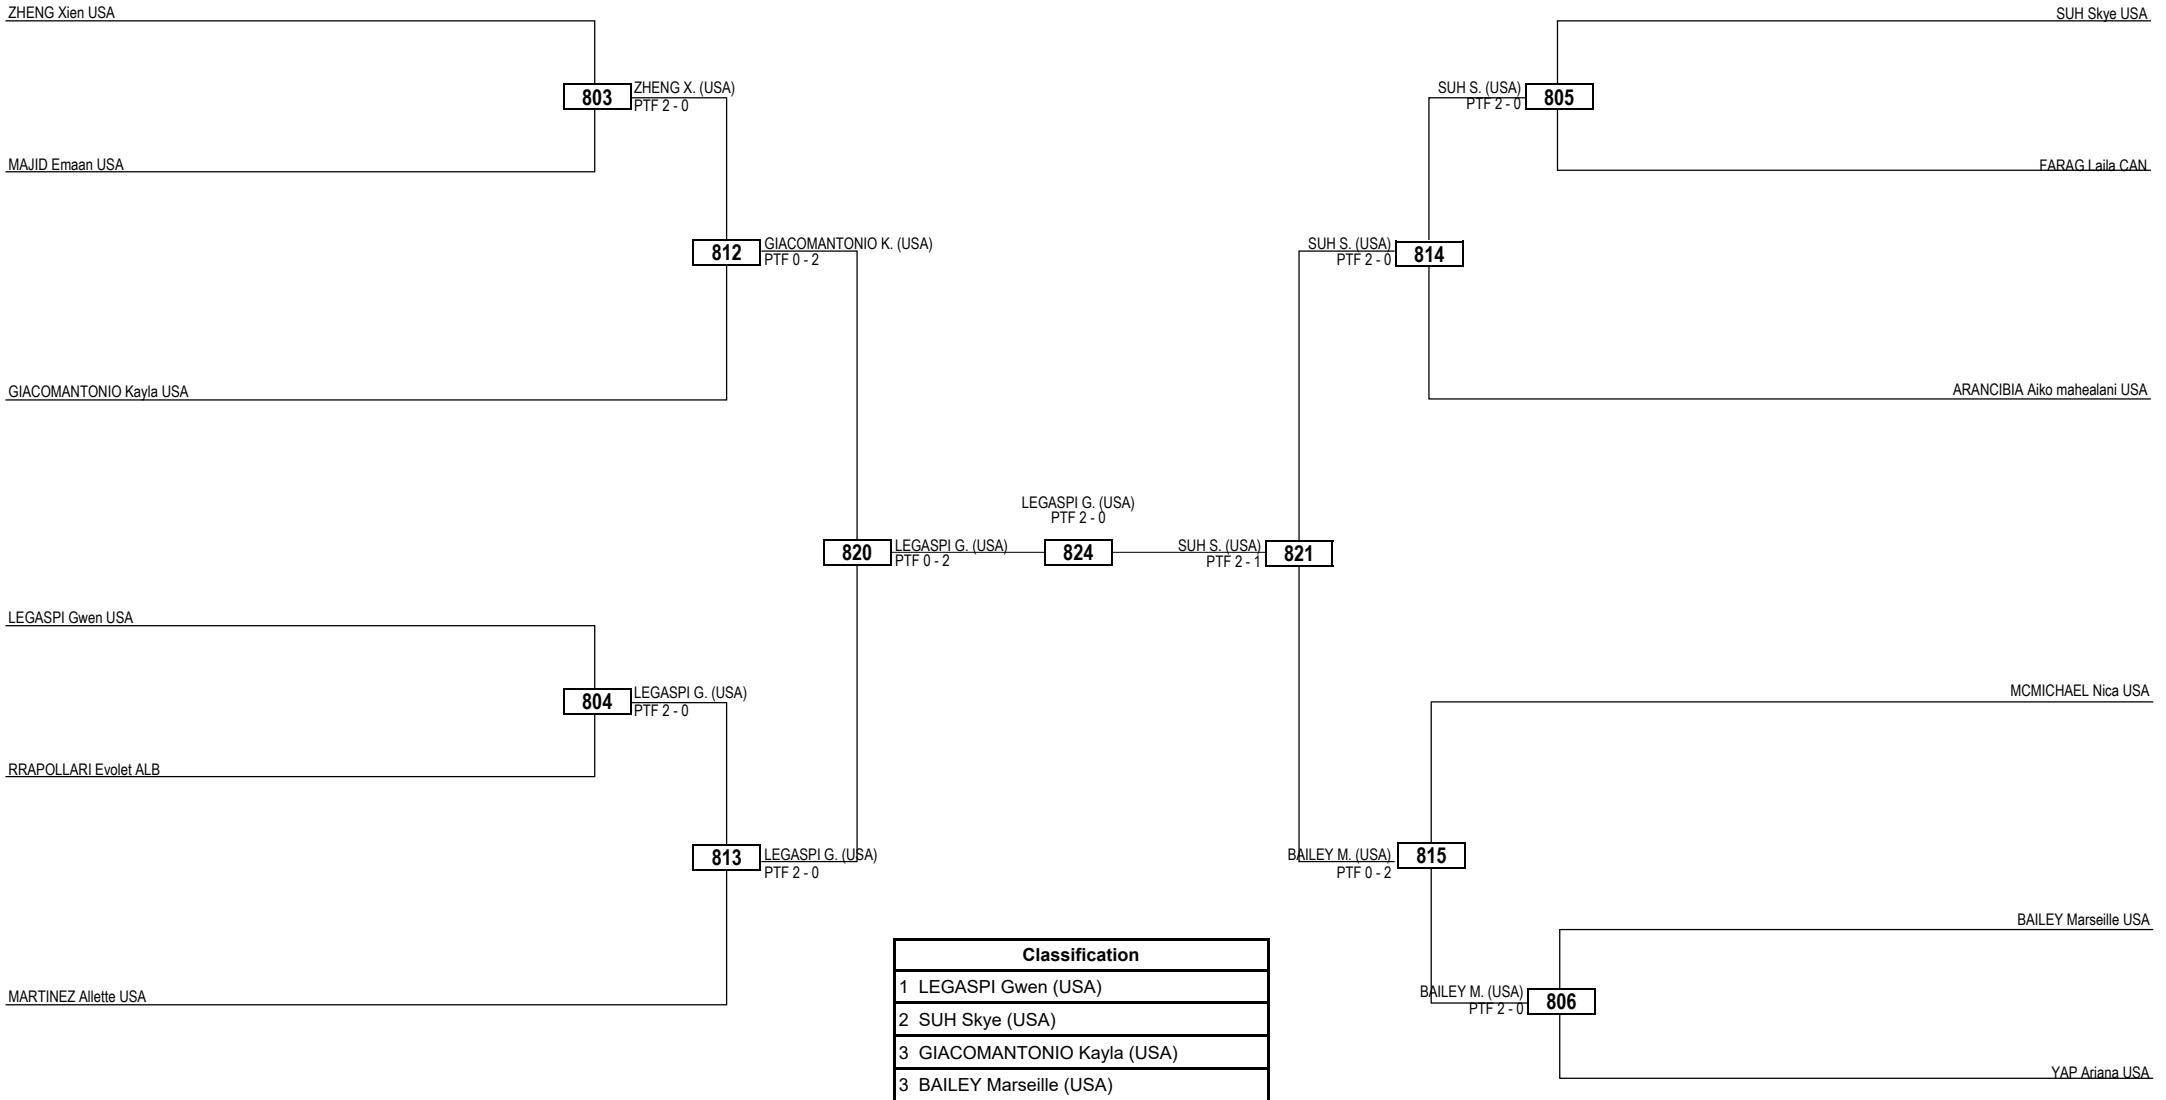 ZHENG Xien USA
SUH Skye USA
803
ZHENG X. (USA)
PTF 2 - 0
SUH S. (USA)
PTF 2 - 0
805
MAJID Emaan USA
FARAG Laila CAN
812
GIACOMANTONIO K. (USA)
PTF 0 - 2
SUH S. (USA)
PTF 2 - 0
814
GIACOMANTONIO Kayla USA
ARANCIBIA Aiko mahealani USA
LEGASPI G. (USA)
PTF 2 - 0
820
LEGASPI G. (USA)
PTF 0 - 2
824
SUH S. (USA)
PTF 2 - 1
821
LEGASPI Gwen USA
MCMICHAEL Nica USA
804
LEGASPI G. (USA)
PTF 2 - 0
RRAPOLLARI Evolet ALB
813
LEGASPI G. (USA)
PTF 2 - 0
BAILEY M. (USA)
PTF 0 - 2
815
BAILEY Marseille USA
MARTINEZ Allette USA
BAILEY M. (USA)
PTF 2 - 0
806
YAP Ariana USA
Classification
1 LEGASPI Gwen (USA)
2 SUH Skye (USA)
3 GIACOMANTONIO Kayla (USA)
3 BAILEY Marseille (USA)